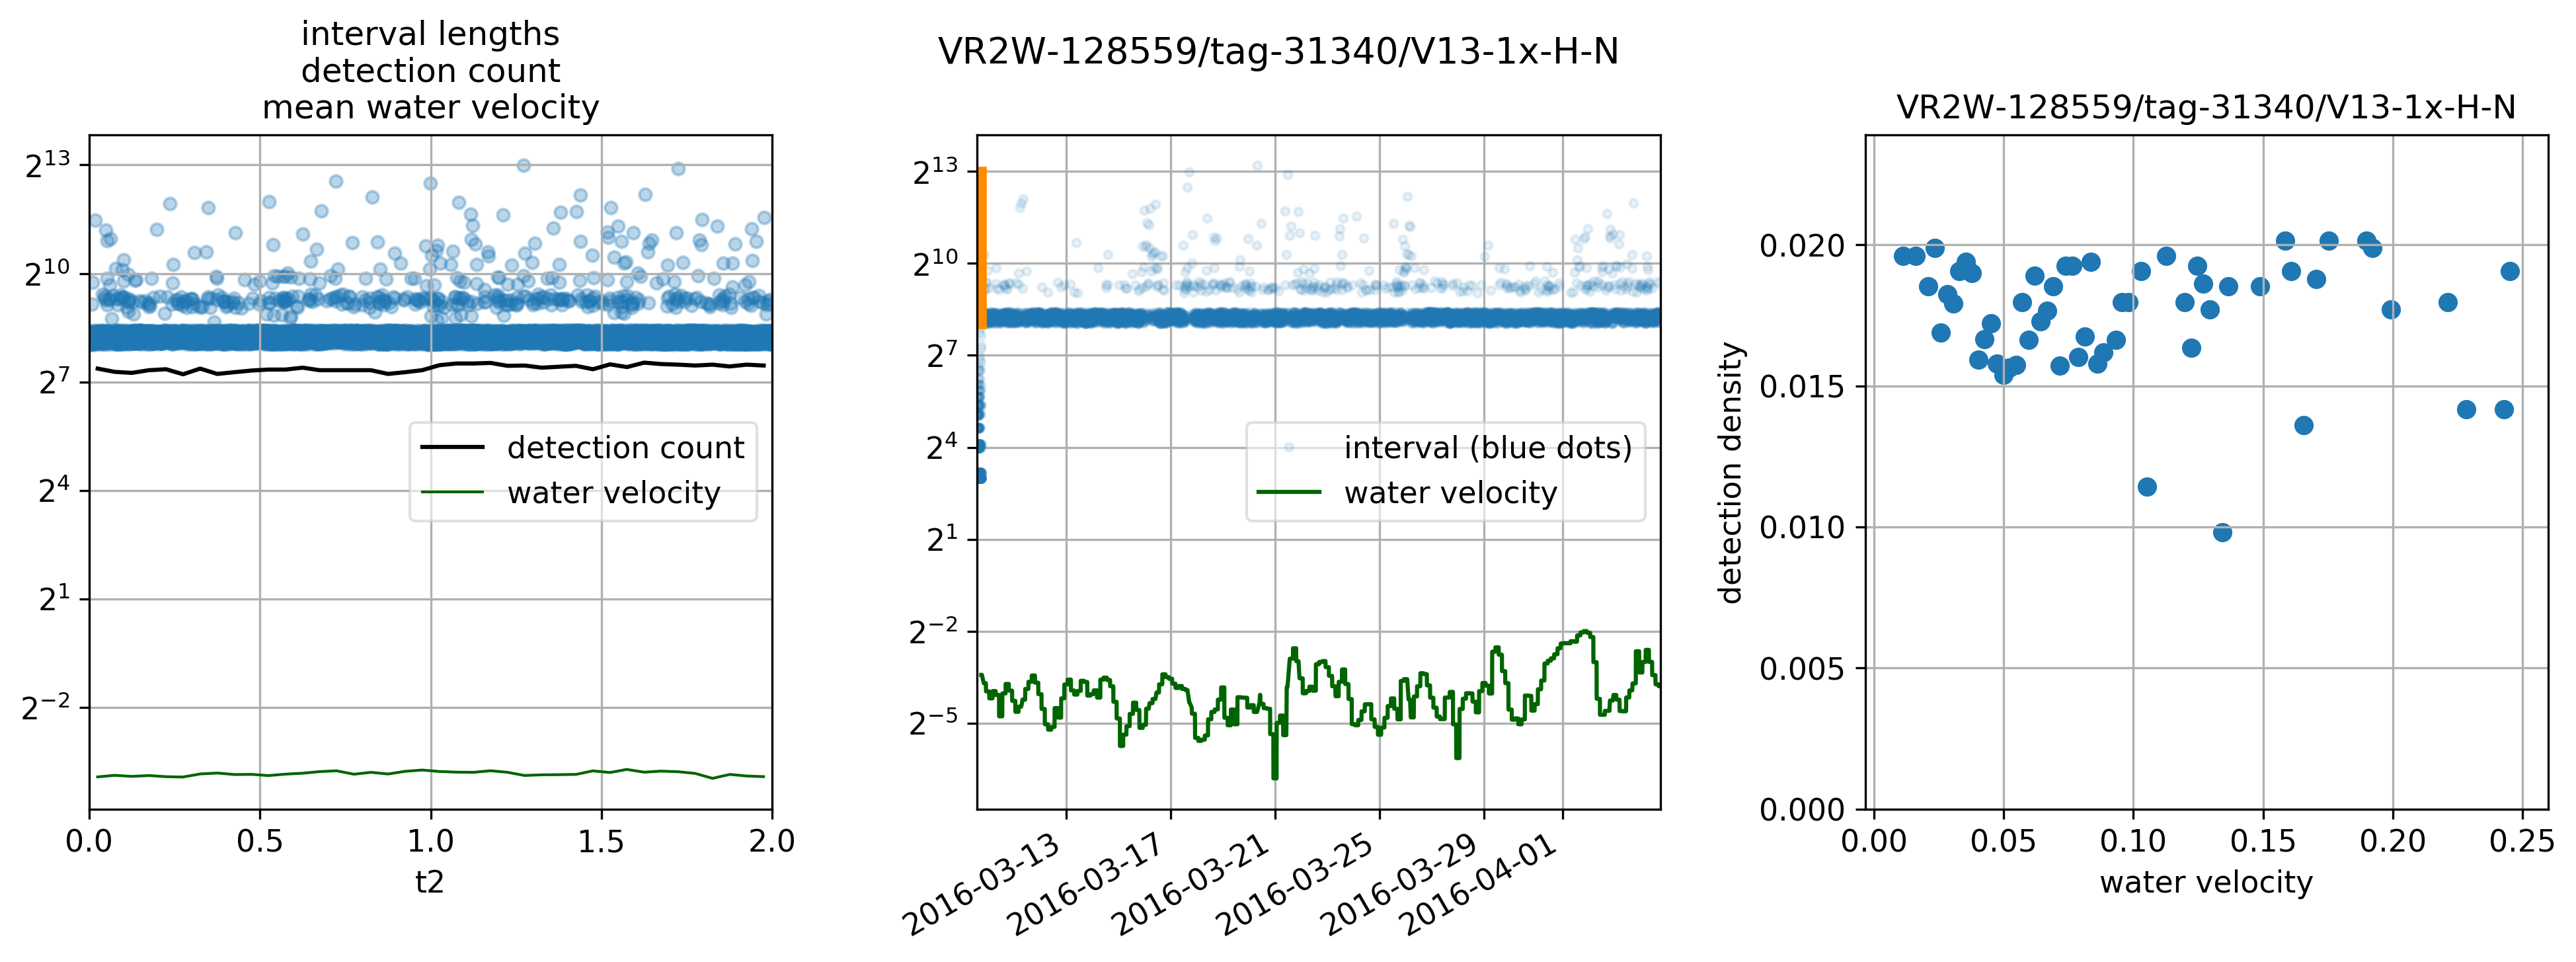 interval lengths
detection count
mean water velocity
2^13
2^10
2^7
2^4
2^1
2^-2
detection count
water velocity
0.0 0.5 1.0 1.5 2.0
t2
VR2W-128559/tag-31340/V13-1x-H-N
2^13
2^10
2^7
2^4
2^1
2^-2
2^-5
interval (blue dots)
water velocity
2016-03-13
2016-03-17
2016-03-21
2016-03-25
2016-03-29
2016-04-01
VR2W-128559/tag-31340/V13-1x-H-N
detection density
0.020
0.015
0.010
0.005
0.000
0.00 0.05 0.10 0.15 0.20 0.25
water velocity